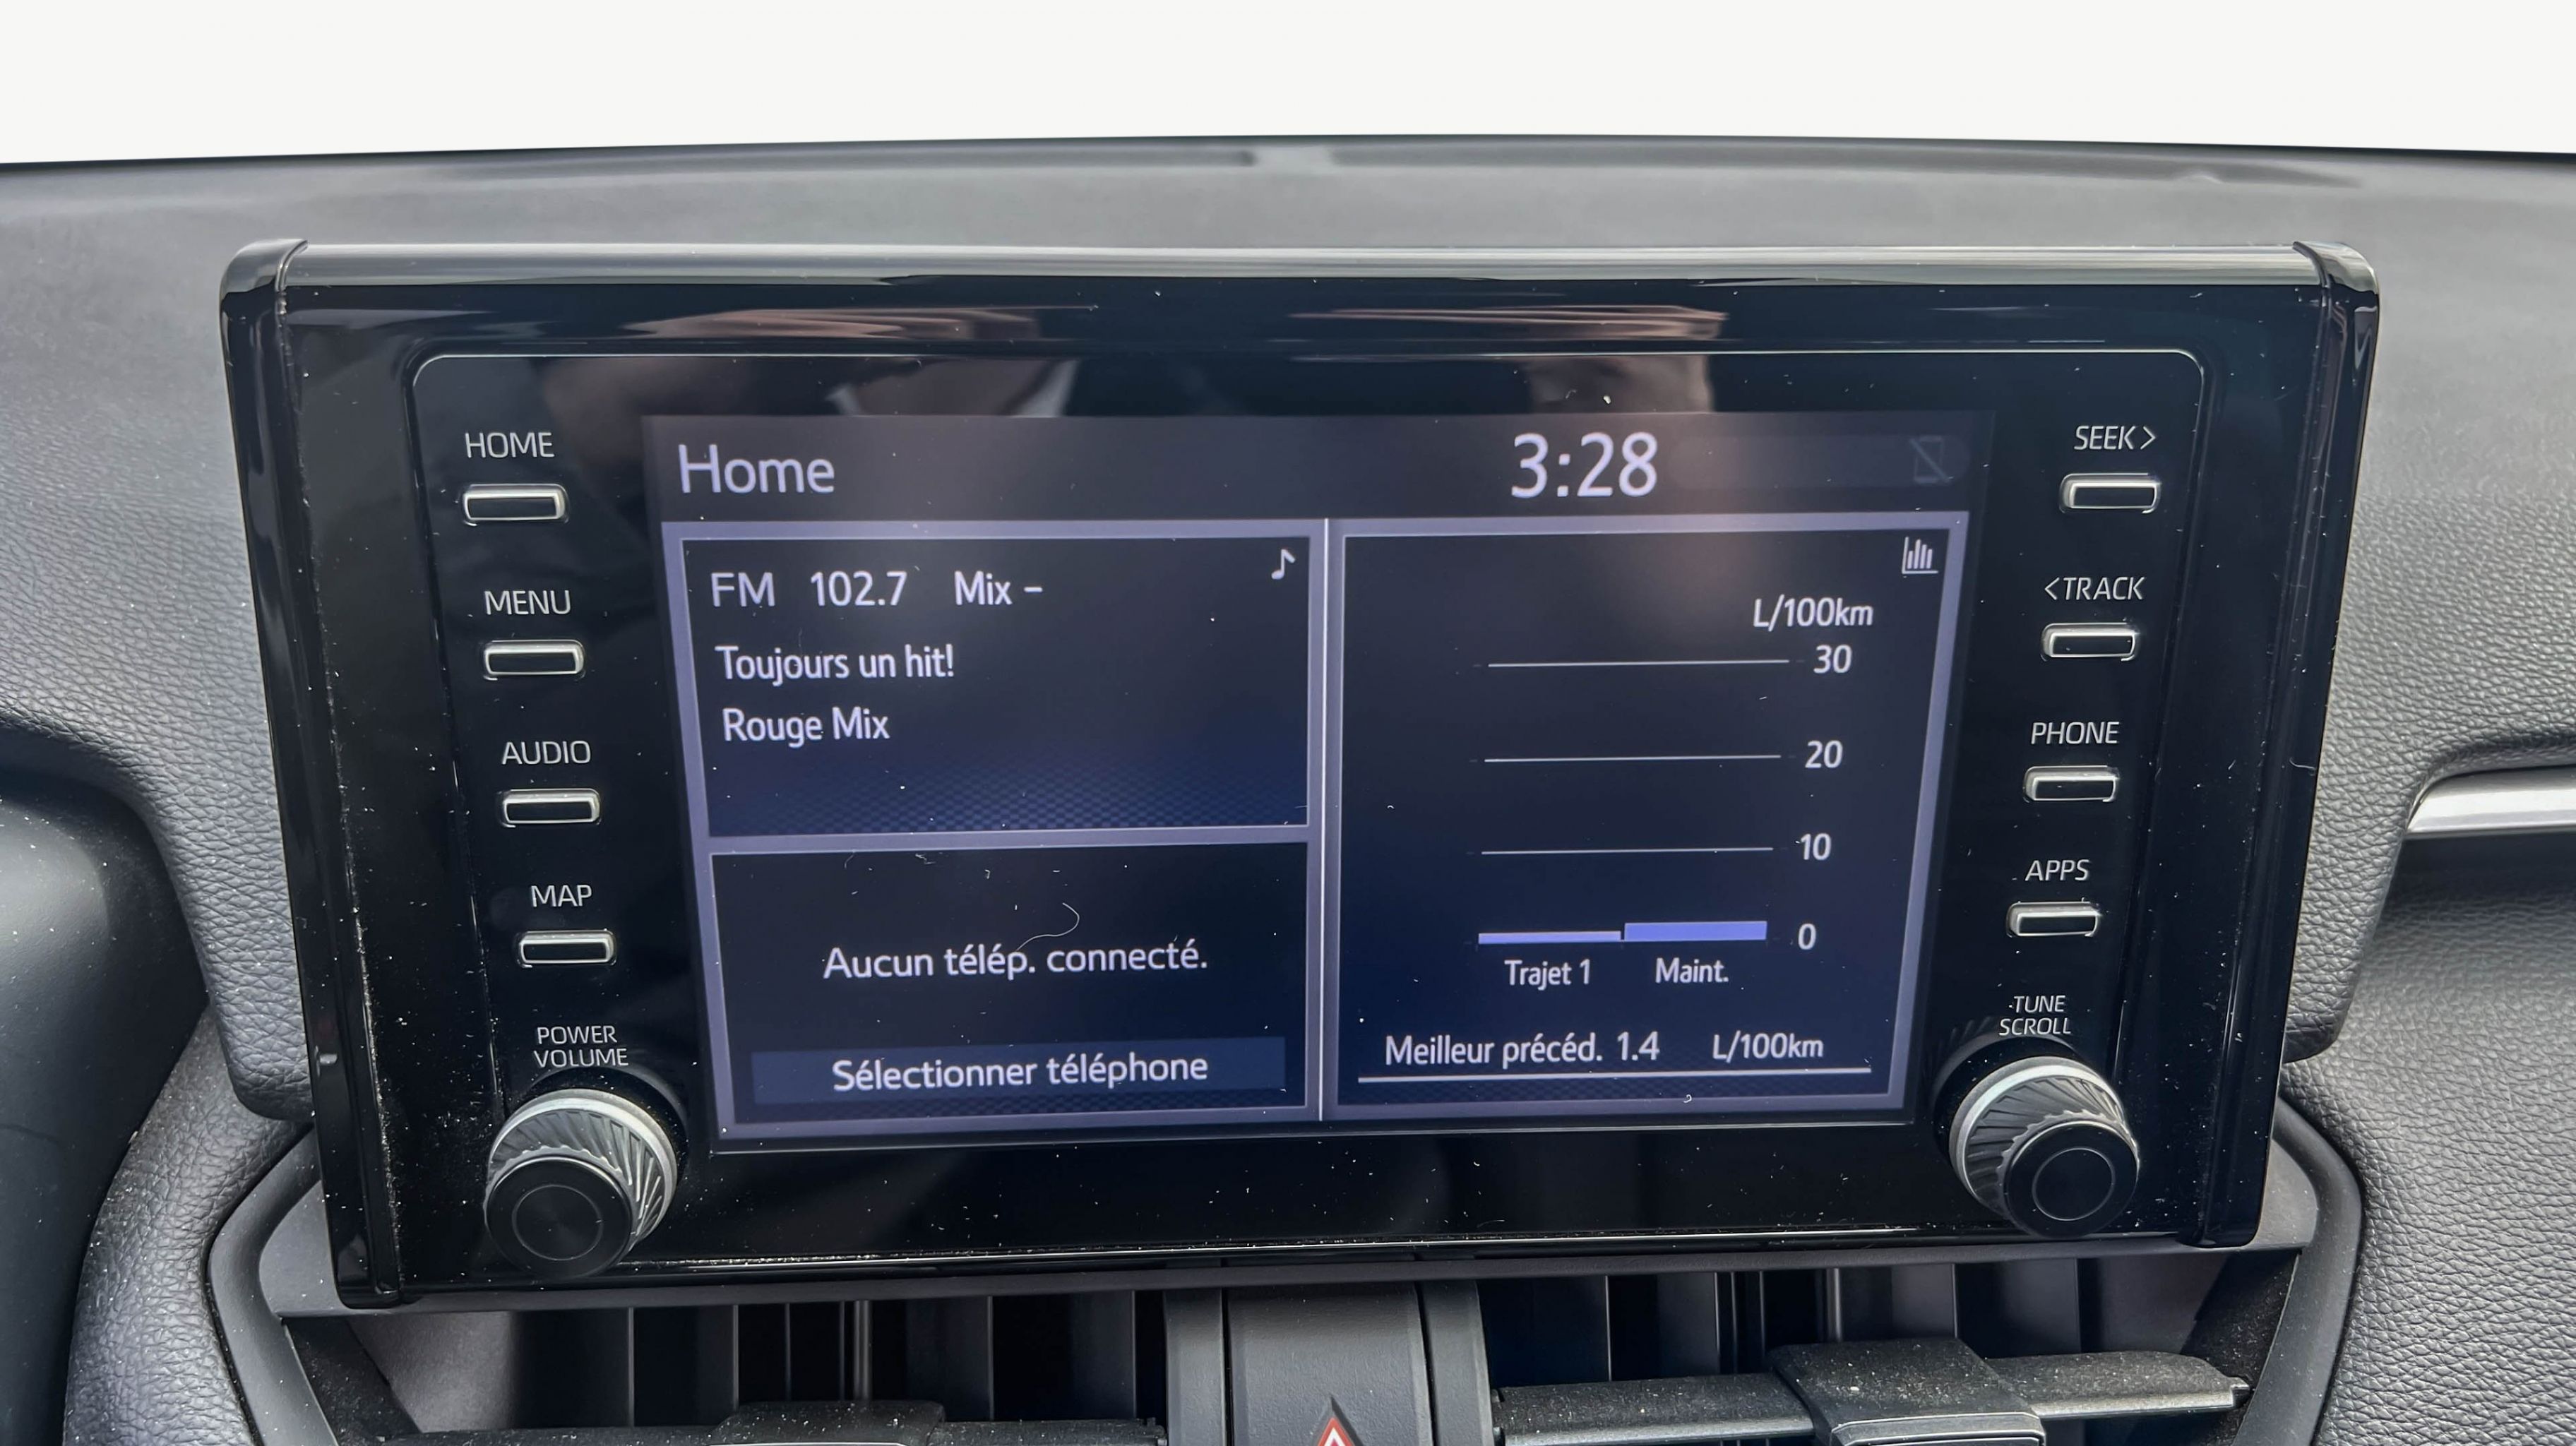 HOME
MENU
AUDIO
MAP
POWER
VOLUME
Home 3:28
FM 102.7 Mix –
Toujours un hit!
Rouge Mix
Aucun télép. connecté.
Sélectionner téléphone
L/100km
30
20
10
0
Trajet 1 Maint.
Meilleur précéd. 1.4 L/100km
SEEK>
<TRACK
PHONE
APPS
TUNE
SCROLL